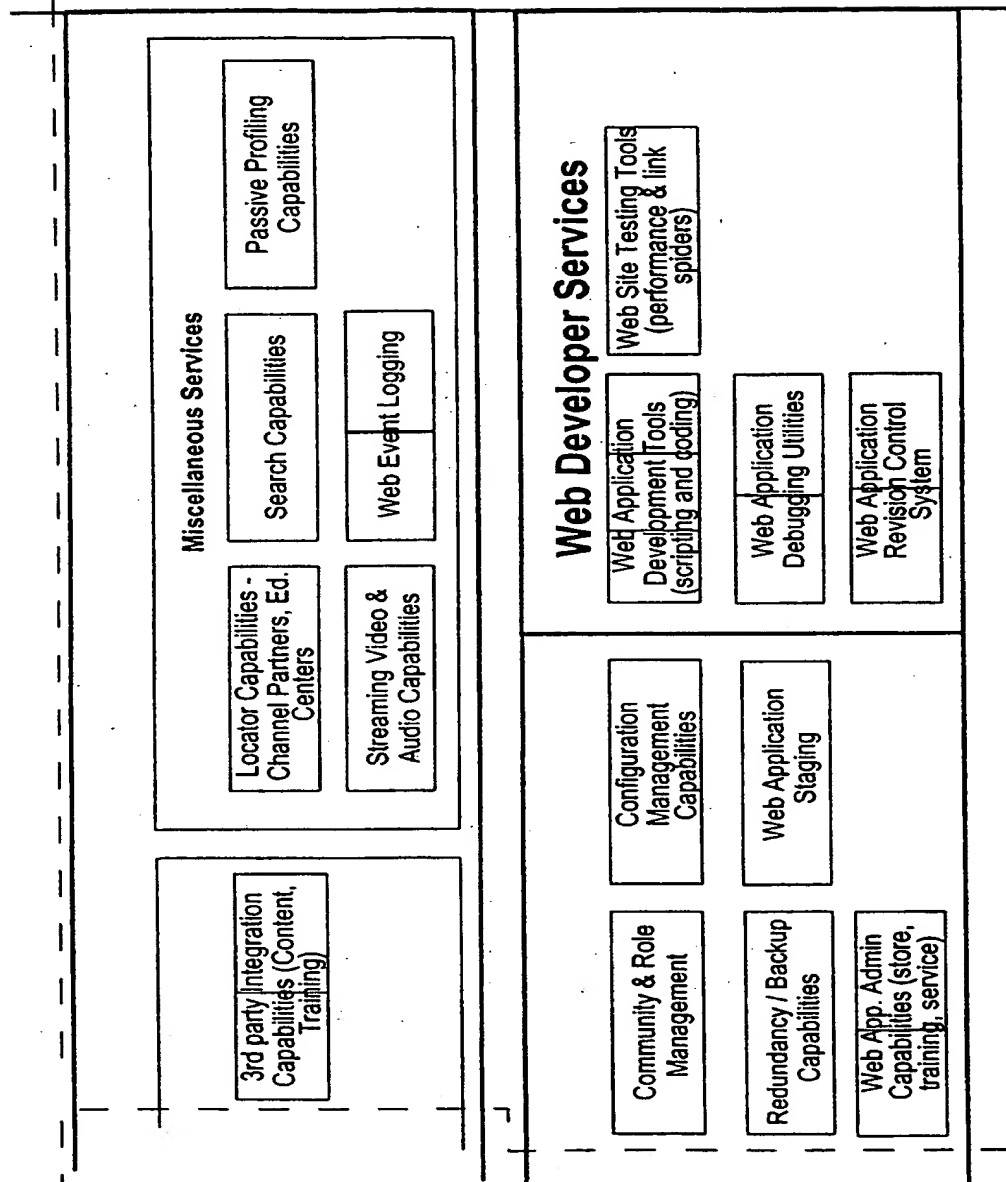 3rd party Integration
Capabilities (Content,
Training)
Miscellaneous Services
Locator Capabilities -
Channel Partners, Ed.
Centers
Search Capabilities
Passive Profiling
Capabilities
Streaming Video &
Audio Capabilities
Web Event Logging
Community & Role
Management
Configuration
Management
Capabilities
Redundancy / Backup
Capabilities
Web Application
Staging
Web App. Admin
Capabilities (store,
training, service)
Web Developer Services
Web Application
Development Tools
(scripting and coding)
Web Site Testing Tools
(performance & link
spiders)
Web Application
Debugging Utilities
Web Application
Revision Control
System